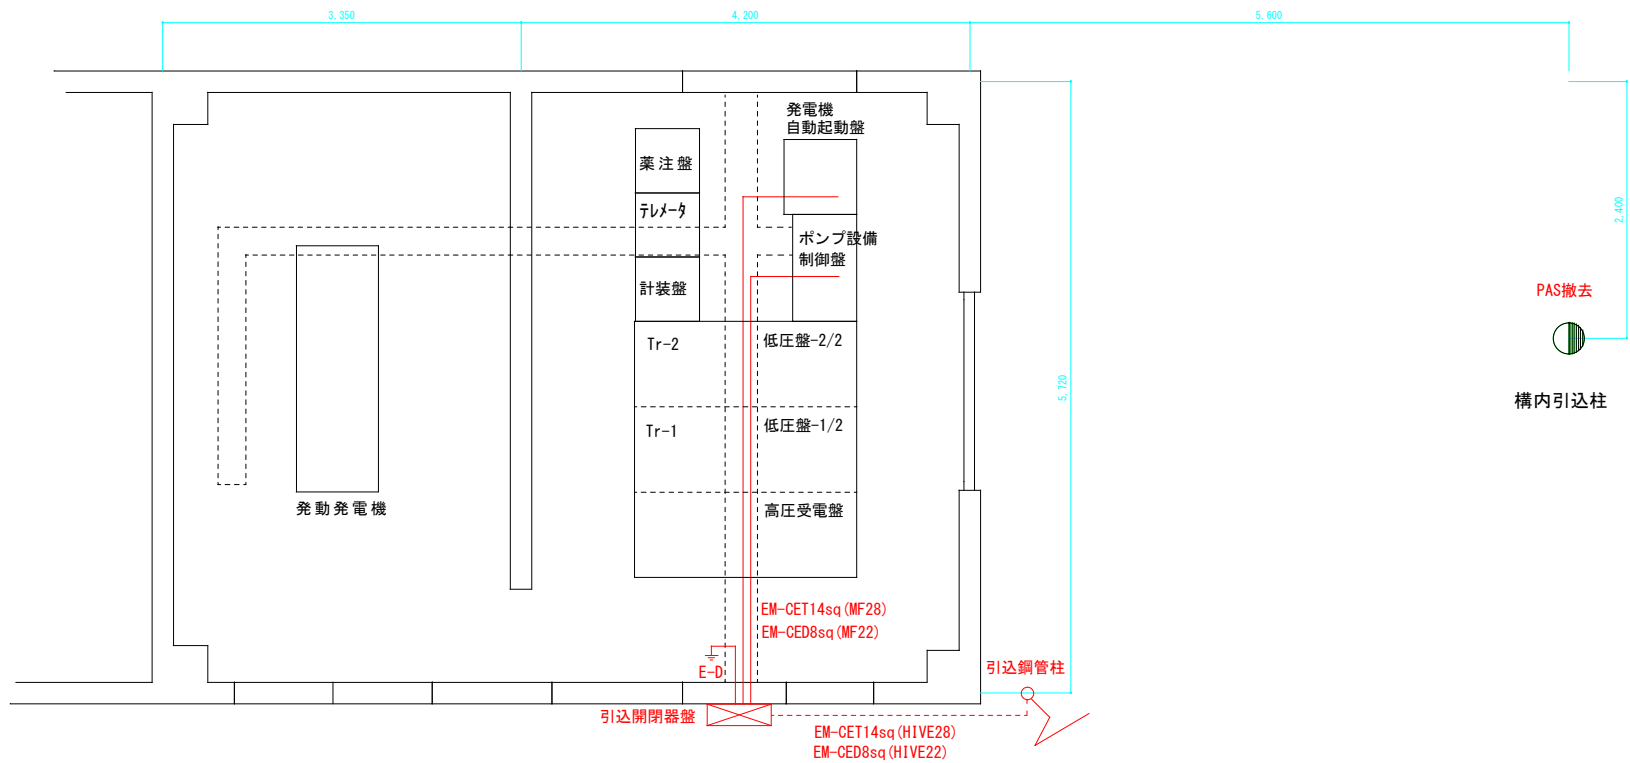 3,350
4,200
5,600
発電機
自動起動盤
薬注盤
テレメータ
ポンプ設備
制御盤
計装盤
2,400
PAS撤去
Tr-2
低圧盤-2/2
5,720
構内引込柱
Tr-1
低圧盤-1/2
発動発電機
高圧受電盤
EM-CET14sq(MF28)
EM-CED8sq(MF22)
E-D
引込鋼管柱
引込開閉器盤
EM-CET14sq(HIVE28)
EM-CED8sq(HIVE22)